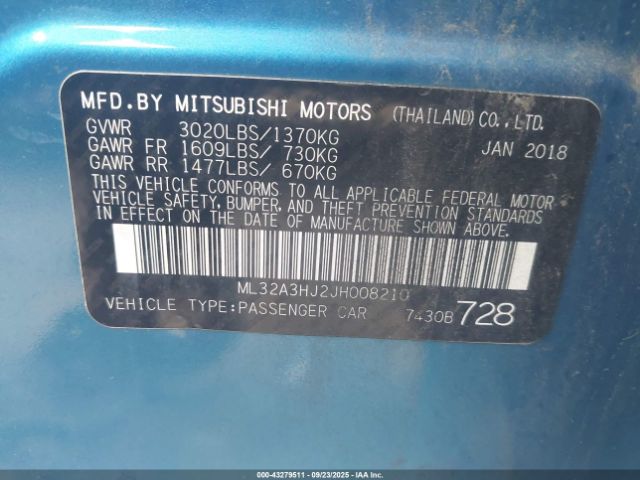 MFD.BY MITSUBISHI MOTORS (THAILAND) CO.,LTD.
GVWR 3020LBS/1370KG
GAWR FR 1609LBS/ 730KG JAN 2018
GAWR RR 1477LBS/ 670KG
THIS VEHICLE CONFORMS TO ALL APPLICABLE FEDERAL MOTOR
VEHICLE SAFETY, BUMPER, AND THEFT PREVENTION STANDARDS
IN EFFECT ON THE DATE OF MANUFACTURE SHOWN ABOVE.
ML32A3HJ2JH008210
VEHICLE TYPE:PASSENGER CAR 7430B 728
000-43279511 - 09/23/2025 - IAAI.COM